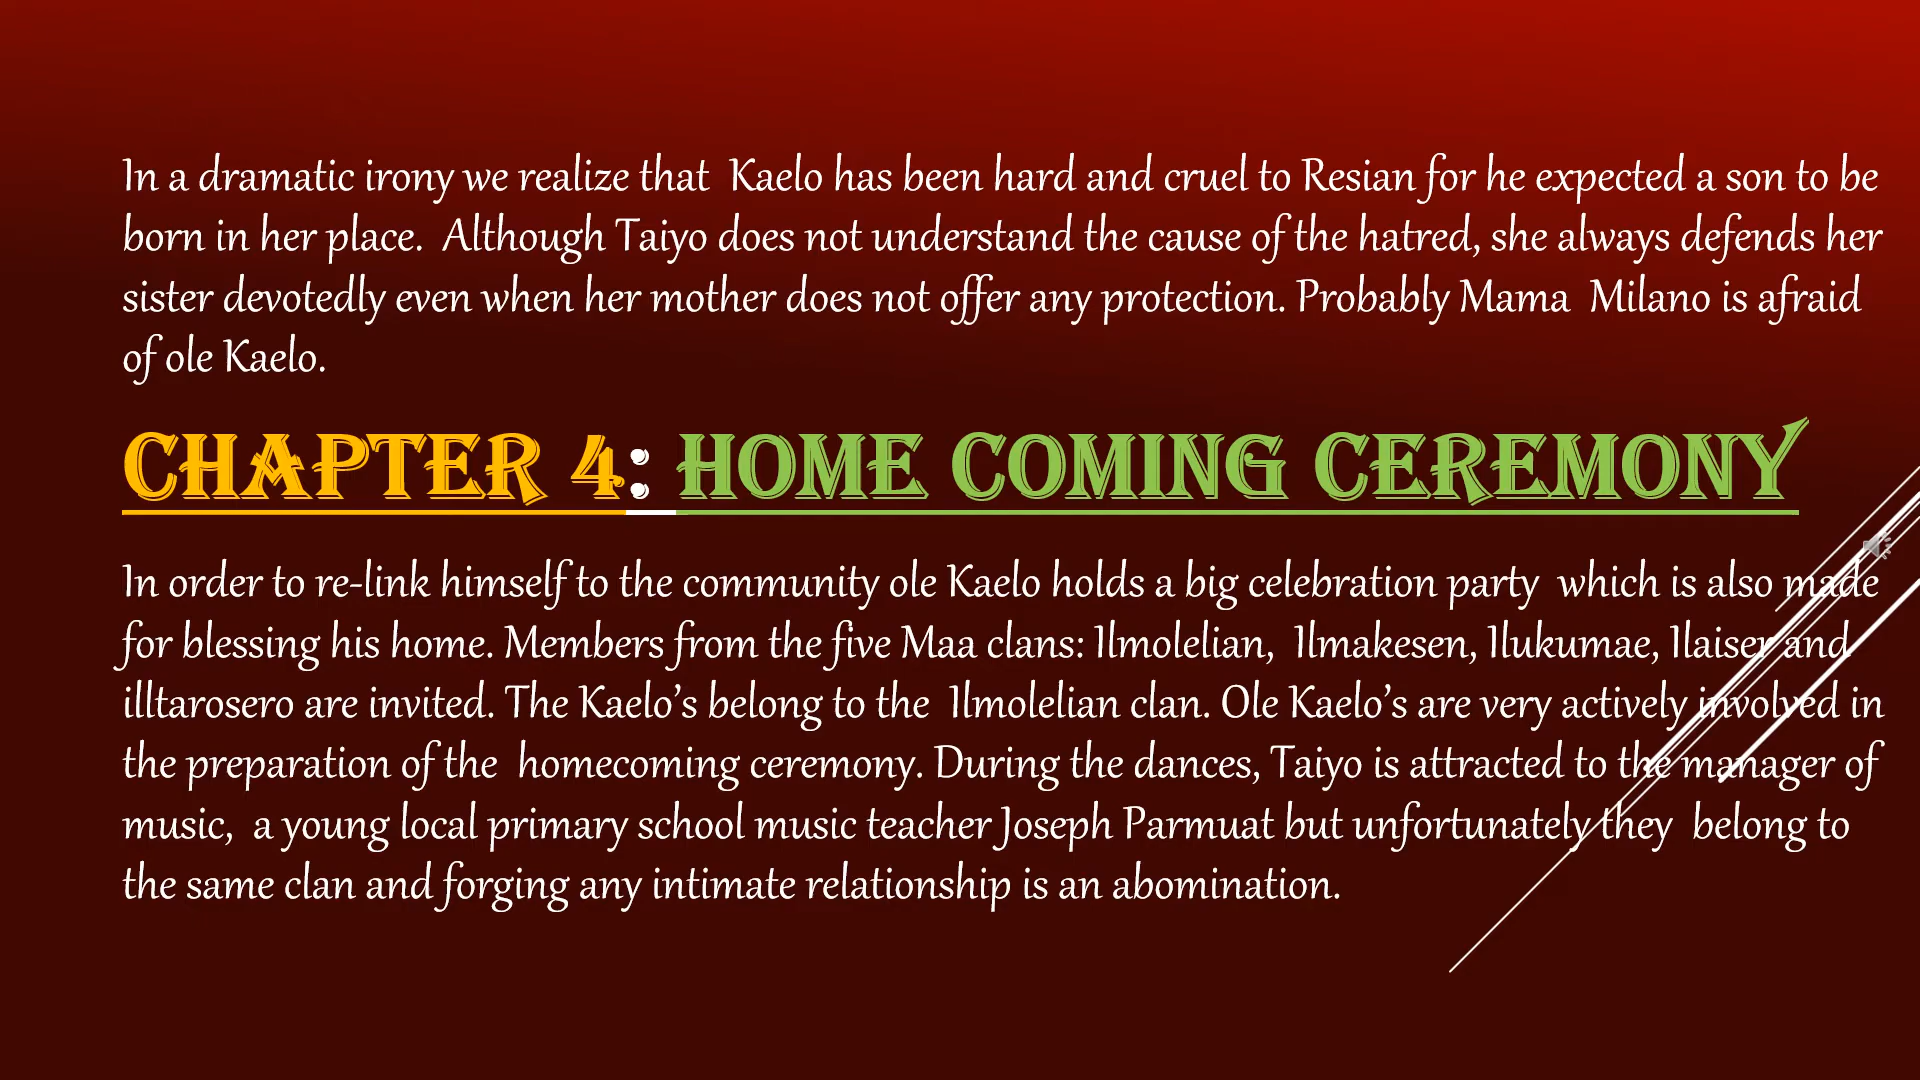 In a dramatic irony we realize that Kaelo has been hard and cruel to Resian for he expected a son to be
born in her place. Although Taiyo does not understand the cause of the hatred, she always defends her
sister devotedly even when her mother does not offer any protection. Probably Mama Milano is afraid
of ole Kaelo.
CHAPTER 4: HOME COMING CEREMONY
In order to re-link himself to the community ole Kaelo holds a big celebration party which is also made
for blessing his home. Members from the five Maa clans: Ilmolelian, Ilmakesen, Ilukumae, Ilaiser and
illtarosero are invited. The Kaelo’s belong to the Ilmolelian clan. Ole Kaelo’s are very actively involved in
the preparation of the homecoming ceremony. During the dances, Taiyo is attracted to the manager of
music, a young local primary school music teacher Joseph Parmuat but unfortunately they belong to
the same clan and forging any intimate relationship is an abomination.